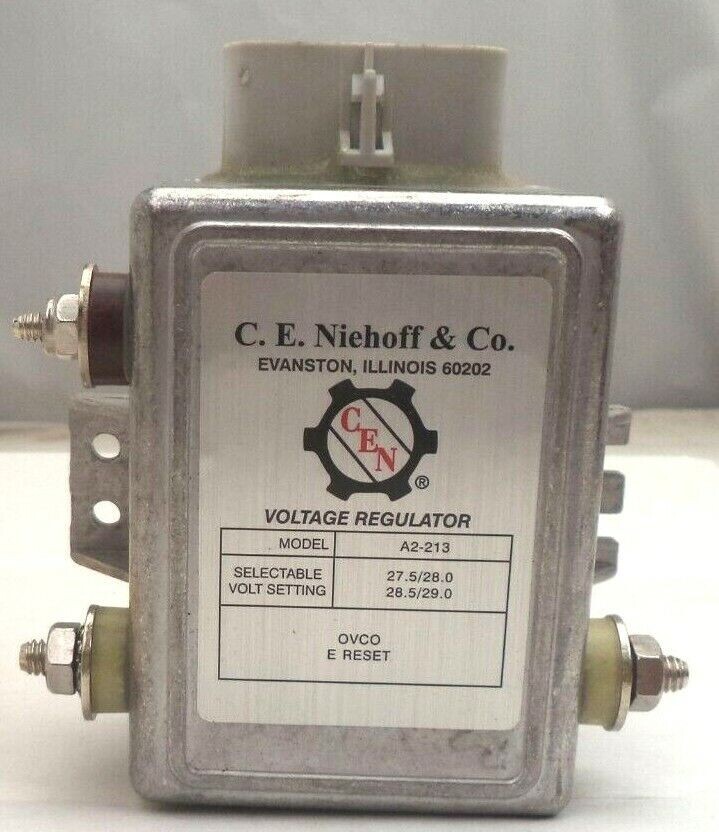 C. E. Niehoff & Co.
EVANSTON, ILLINOIS 60202
CEN
®
VOLTAGE REGULATOR
MODEL A2-213
SELECTABLE 27.5/28.0
VOLT SETTING 28.5/29.0
OVCO
E RESET